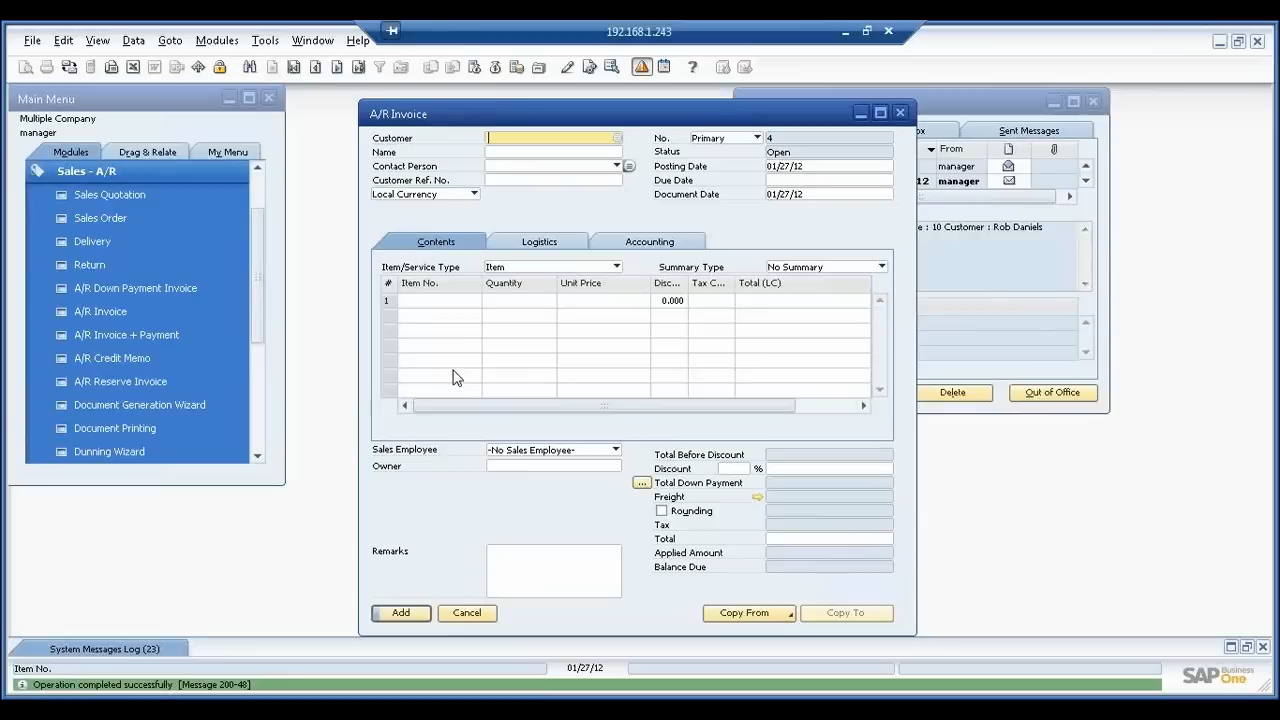 192.168.1.243
File Edit View Data Goto Modules Tools Window Help
Main Menu
Multiple Company
manager
Modules Drag & Relate My Menu
Sales - A/R
Sales Quotation
Sales Order
Delivery
Return
A/R Down Payment Invoice
A/R Invoice
A/R Invoice + Payment
A/R Credit Memo
A/R Reserve Invoice
Document Generation Wizard
Document Printing
Dunning Wizard
A/R Invoice
Customer
Name
Contact Person
Customer Ref. No.
Local Currency
No. Primary 4
Status Open
Posting Date 01/27/12
Due Date
Document Date 01/27/12
Contents Logistics Accounting
Item/Service Type Item Summary Type No Summary
# Item No. Quantity Unit Price Disc... Tax C... Total (LC)
1 0.000
Sales Employee -No Sales Employee-
Owner
Remarks
Total Before Discount
Discount %
... Total Down Payment
Freight
Rounding
Tax
Total
Applied Amount
Balance Due
Add Cancel Copy From Copy To
ox Sent Messages
From
manager
12 manager
e : 10 Customer : Rob Daniels
Delete Out of Office
System Messages Log (23)
Item No. 01/27/12
Operation completed successfully [Message 200-48]
SAP Business One